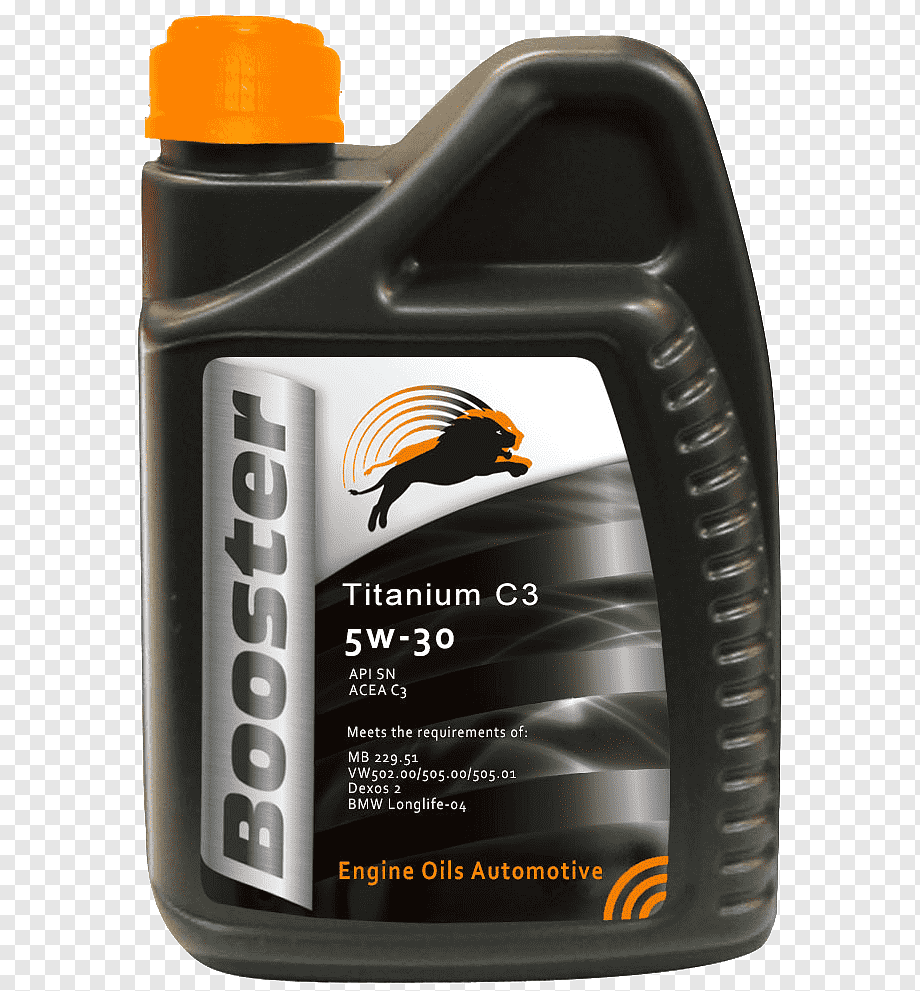 Booster
Titanium C3
5W-30
API SN
ACEA C3
Meets the requirements of:
MB 229.51
VW502.00/505.00/505.01
Dexos 2
BMW Longlife-04
Engine Oils Automotive